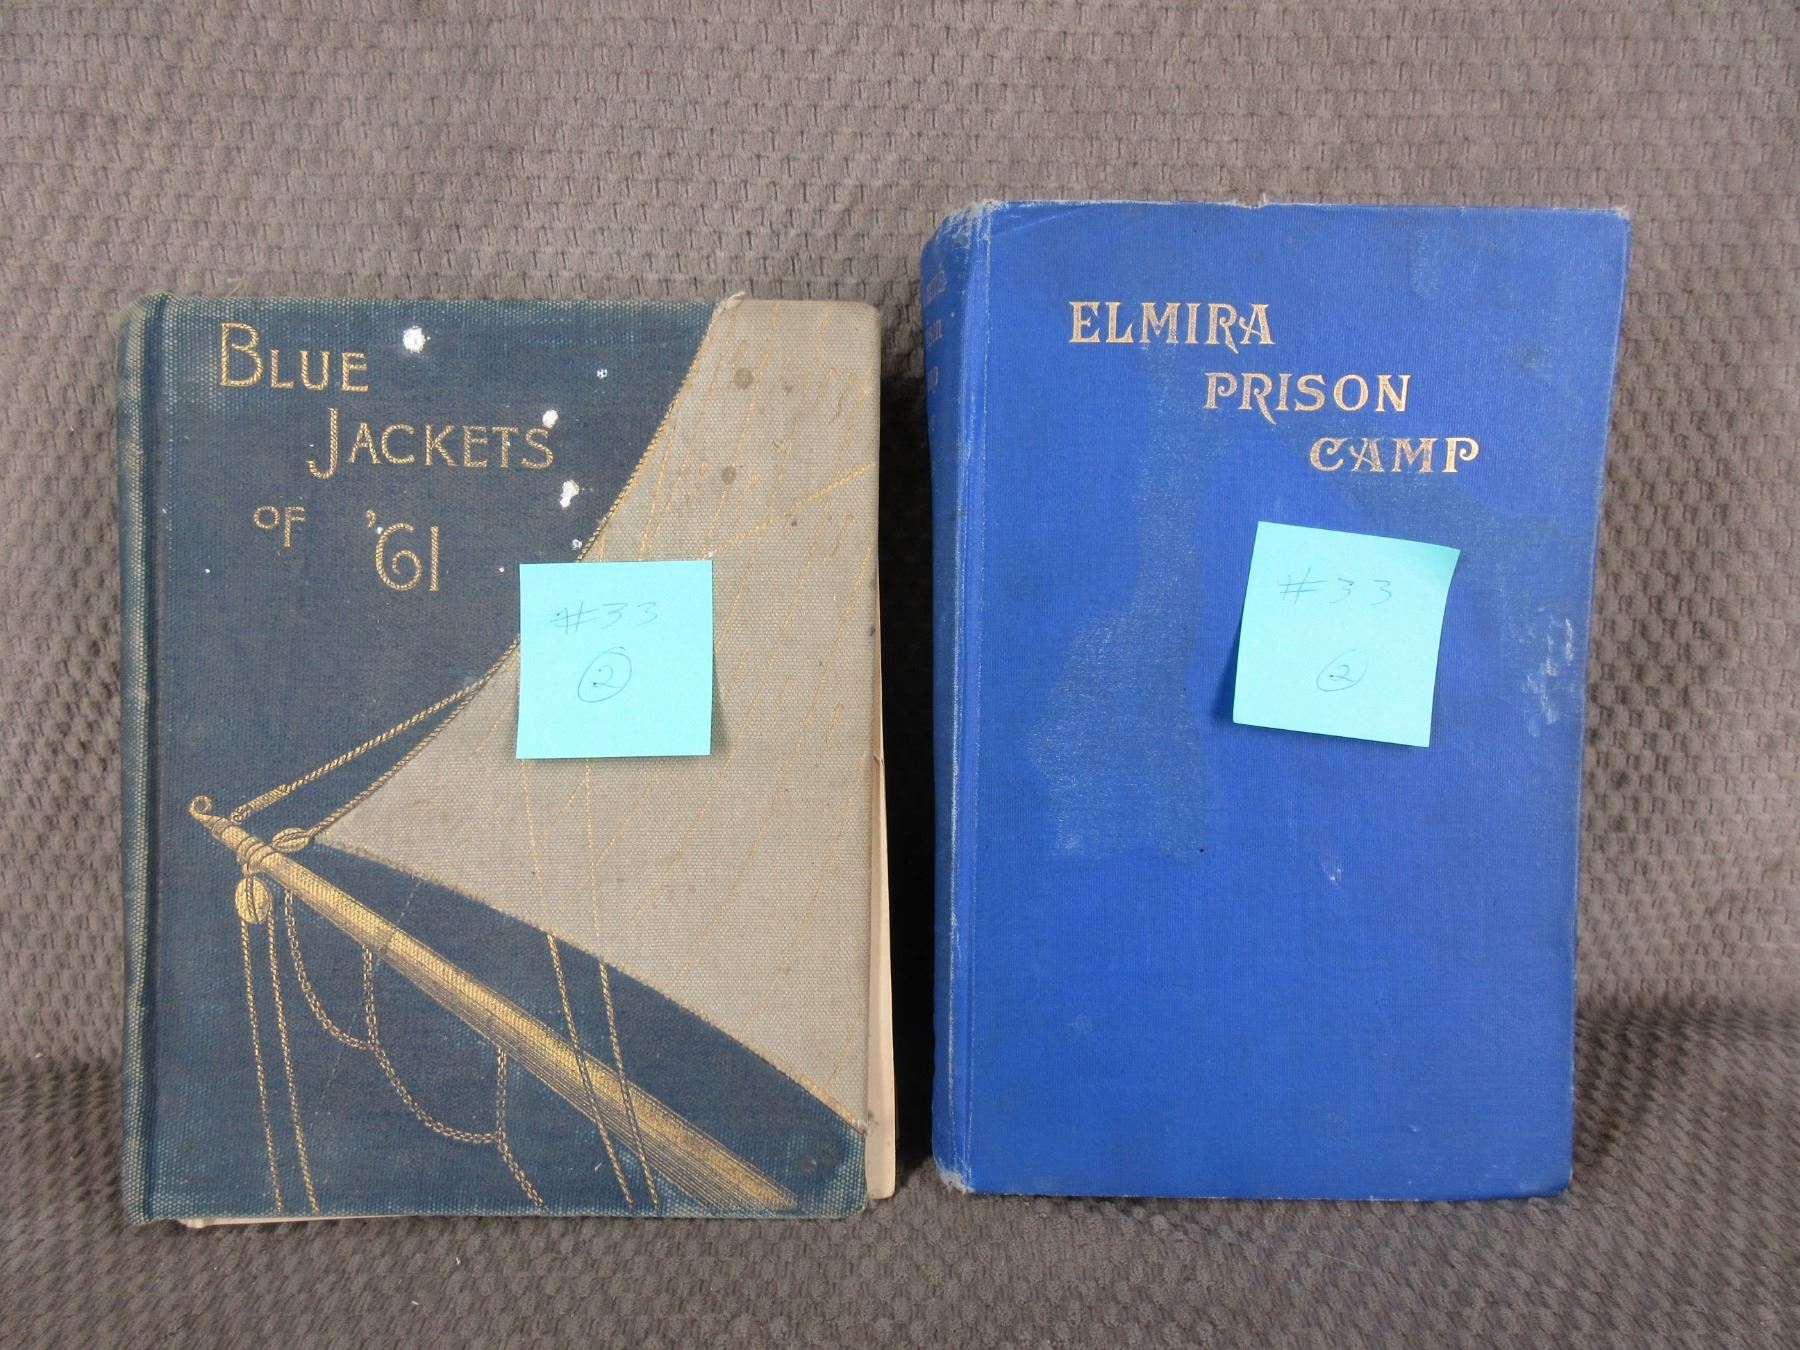 BLUE
JACKETS
OF '61
#33
2
ELMIRA
PRISON
CAMP
#33
2